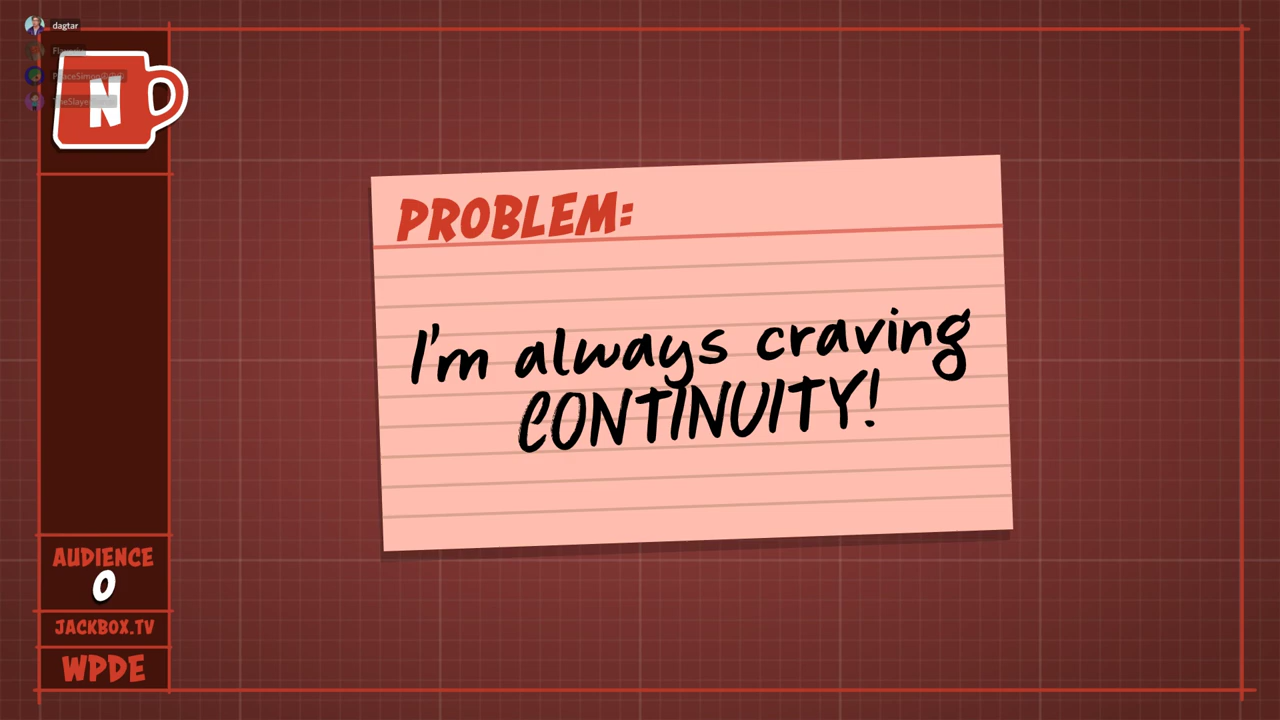 dagtar
N
PROBLEM:
I'm always craving
CONTINUITY!
AUDIENCE
0
JACKBOX.TV
WPDE